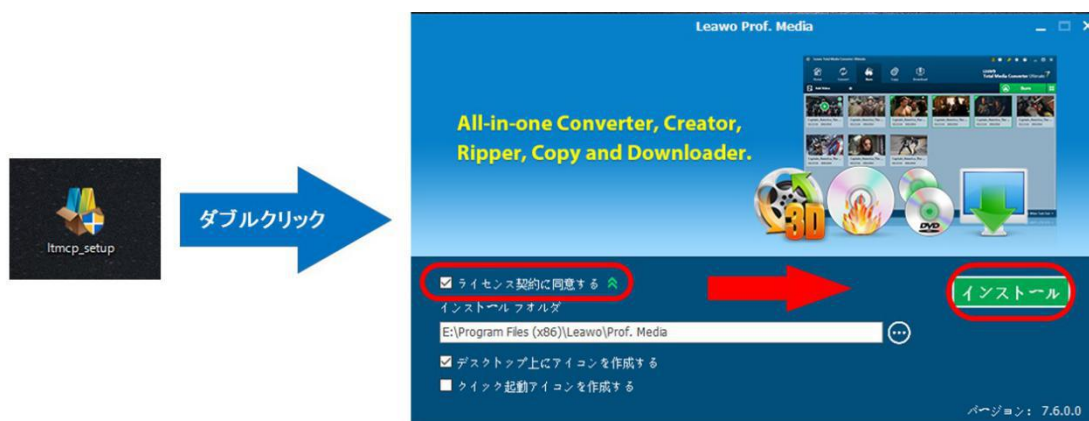 Leawo Prof. Media
All-in-one Converter, Creator,
Ripper, Copy and Downloader.
3D
DVD
ltmcp_setup
ダブルクリック
ライセンス契約に同意する
インストール
インストール フォルダ
E:\Program Files (x86)\Leawo\Prof. Media
デスクトップ上にアイコンを作成する
クイック起動アイコンを作成する
バージョン: 7.6.0.0